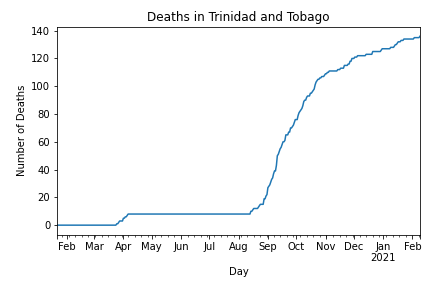 Deaths in Trinidad and Tobago
140
120
100
80
60
40
20
0
Number of Deaths
Feb Mar Apr May Jun Jul Aug Sep Oct Nov Dec Jan Feb
2021
Day